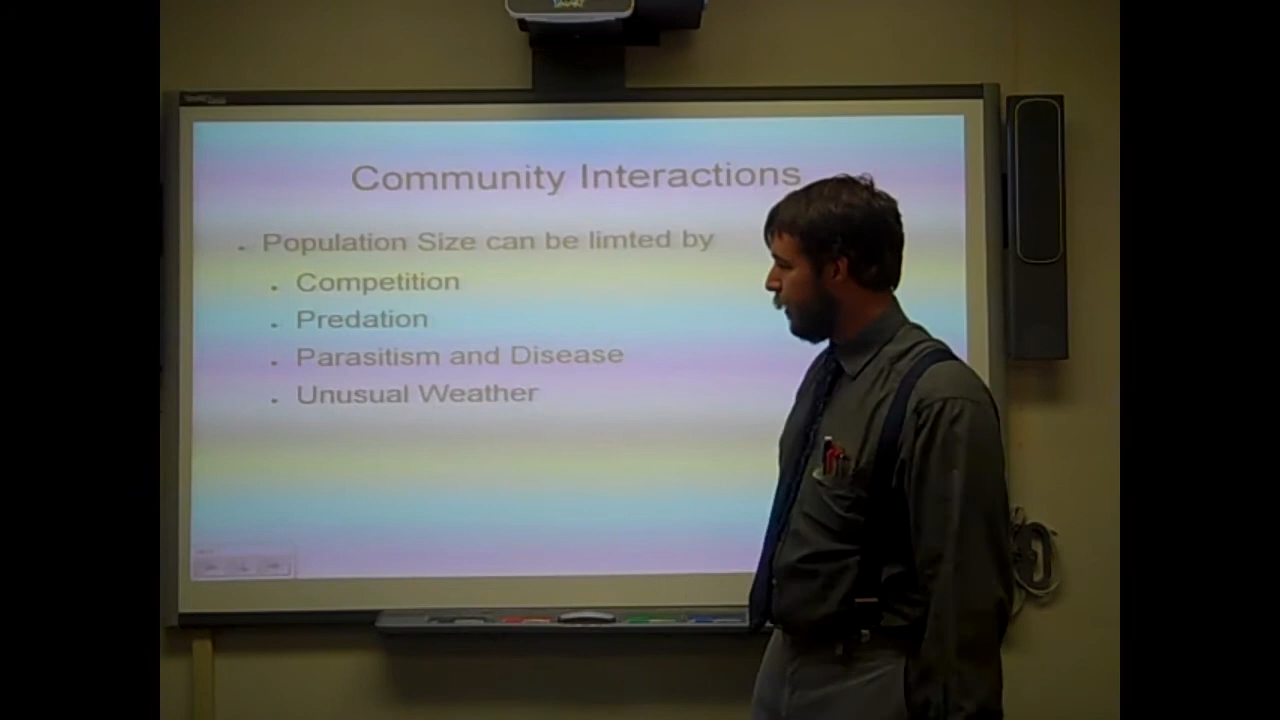 Community Interactions
Population Size can be limted by
Competition
Predation
Parasitism and Disease
Unusual Weather